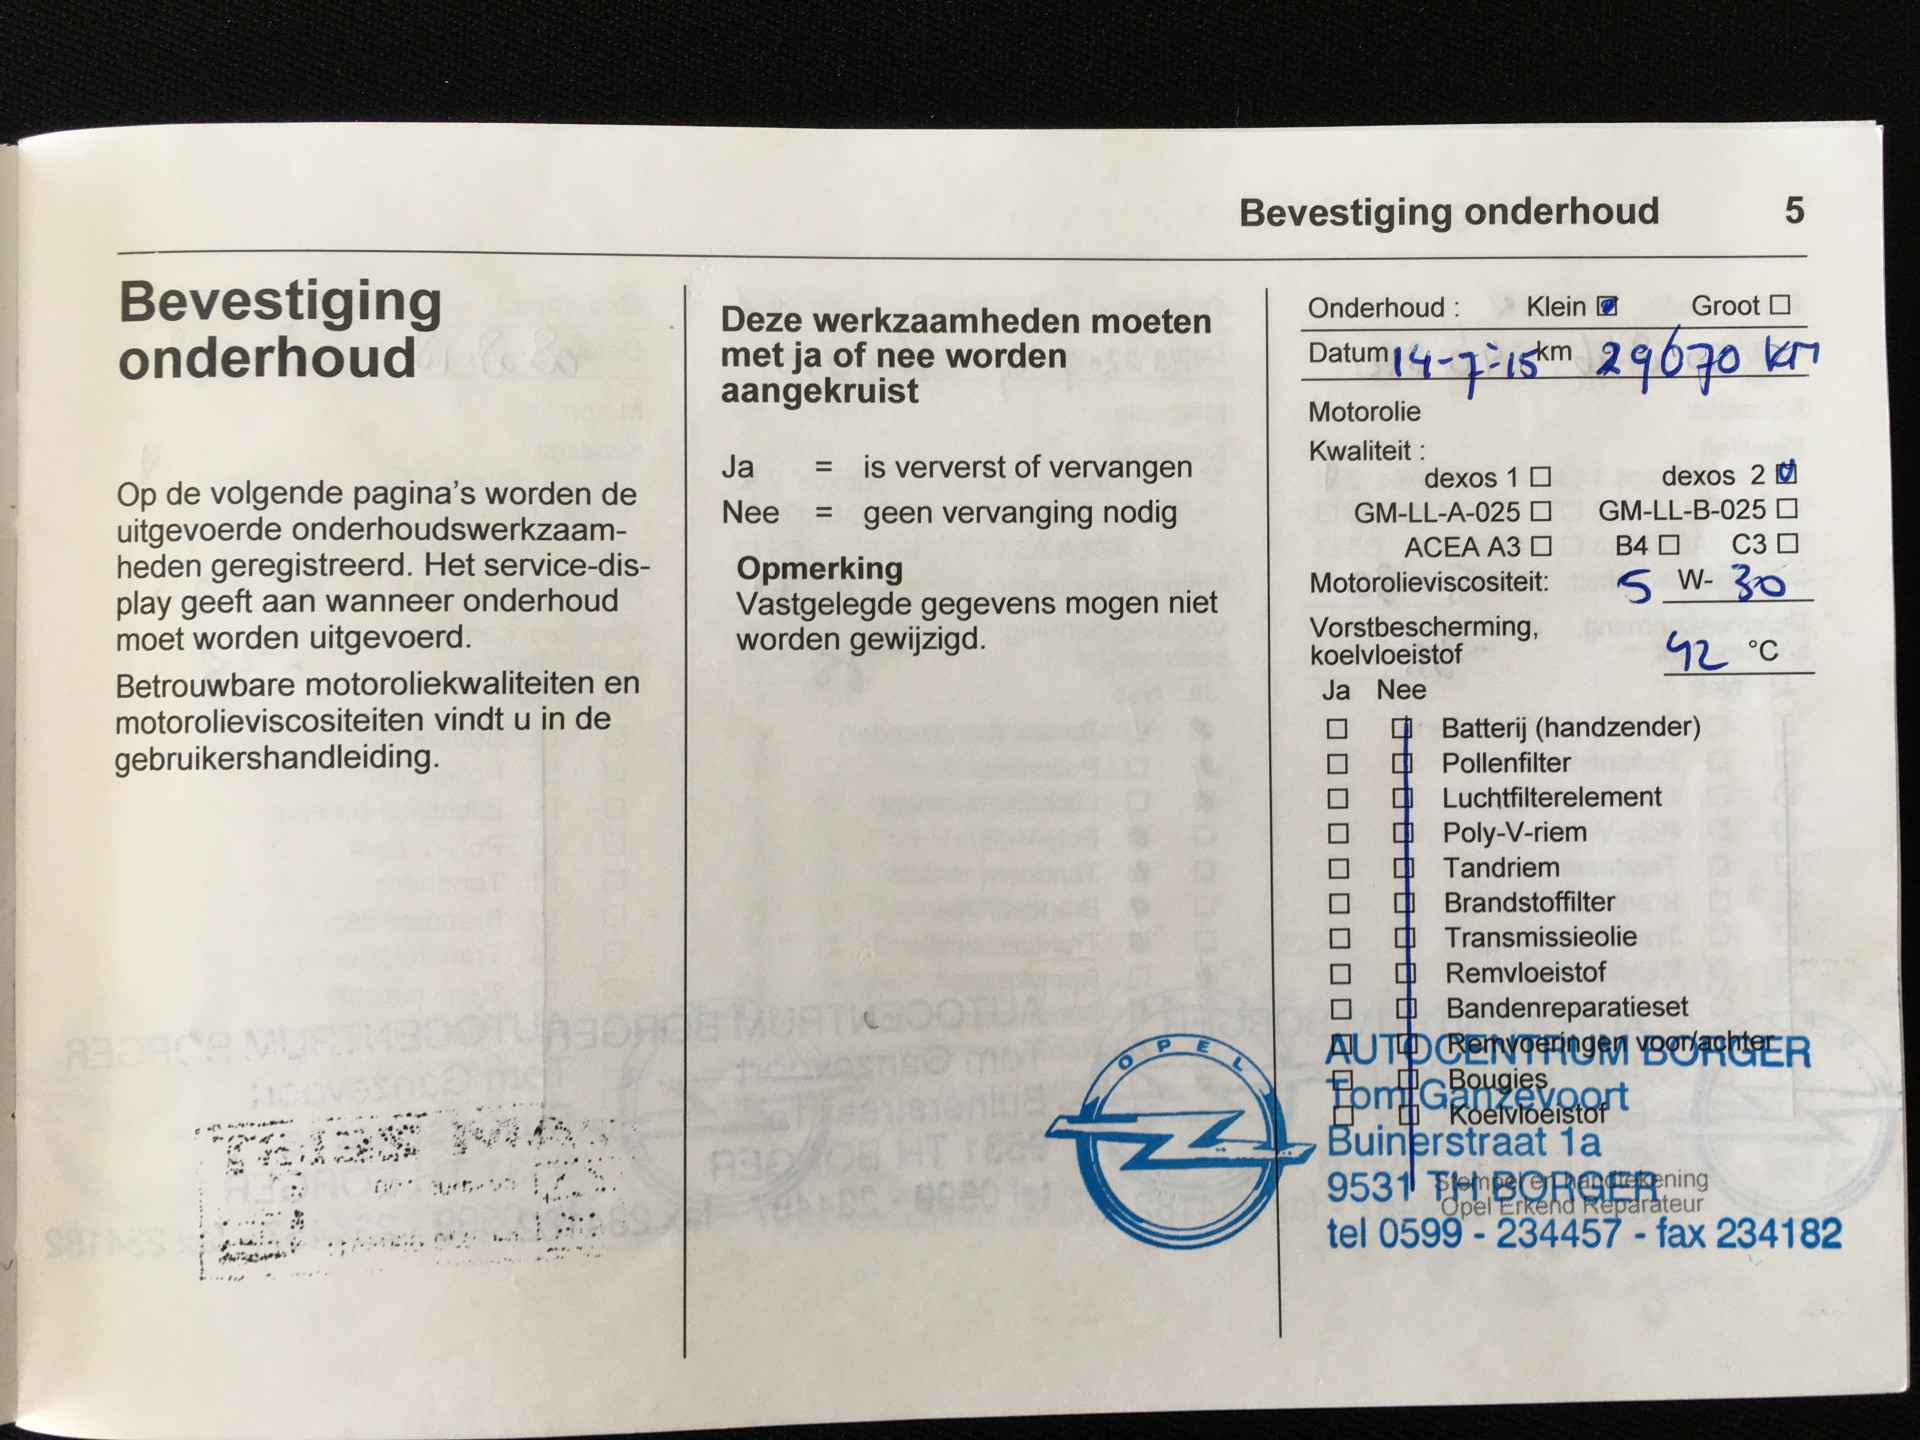 Bevestiging onderhoud 5
Bevestiging
onderhoud
Op de volgende pagina's worden de
uitgevoerde onderhoudswerkzaam-
heden geregistreerd. Het service-dis-
play geeft aan wanneer onderhoud
moet worden uitgevoerd.
Betrouwbare motoroliekwaliteiten en
motorolieviscositeiten vindt u in de
gebruikershandleiding.
Deze werkzaamheden moeten
met ja of nee worden
aangekruist
Ja = is ververst of vervangen
Nee = geen vervanging nodig
Opmerking
Vastgelegde gegevens mogen niet
worden gewijzigd.
Onderhoud : Klein Groot
Datum 14-7-15 km 29670 KM
Motorolie
Kwaliteit :
dexos 1 dexos 2
GM-LL-A-025 GM-LL-B-025
ACEA A3 B4 C3
Motorolieviscositeit: 5 W- 30
Vorstbescherming,
koelvloeistof 42 °C
Ja Nee
Batterij (handzender)
Pollenfilter
Luchtfilterelement
Poly-V-riem
Tandriem
Brandstoffilter
Transmissieolie
Remvloeistof
Bandenreparatieset
Remvoeringen voor/achter
Bougies
Koelvloeistof
Stempel en handtekening
Opel Erkend Reparateur
OPEL
AUTOCENTRUM BORGER
Tom Ganzevoort
Buinerstraat 1a
9531 TH BORGER
tel 0599 - 234457 - fax 234182